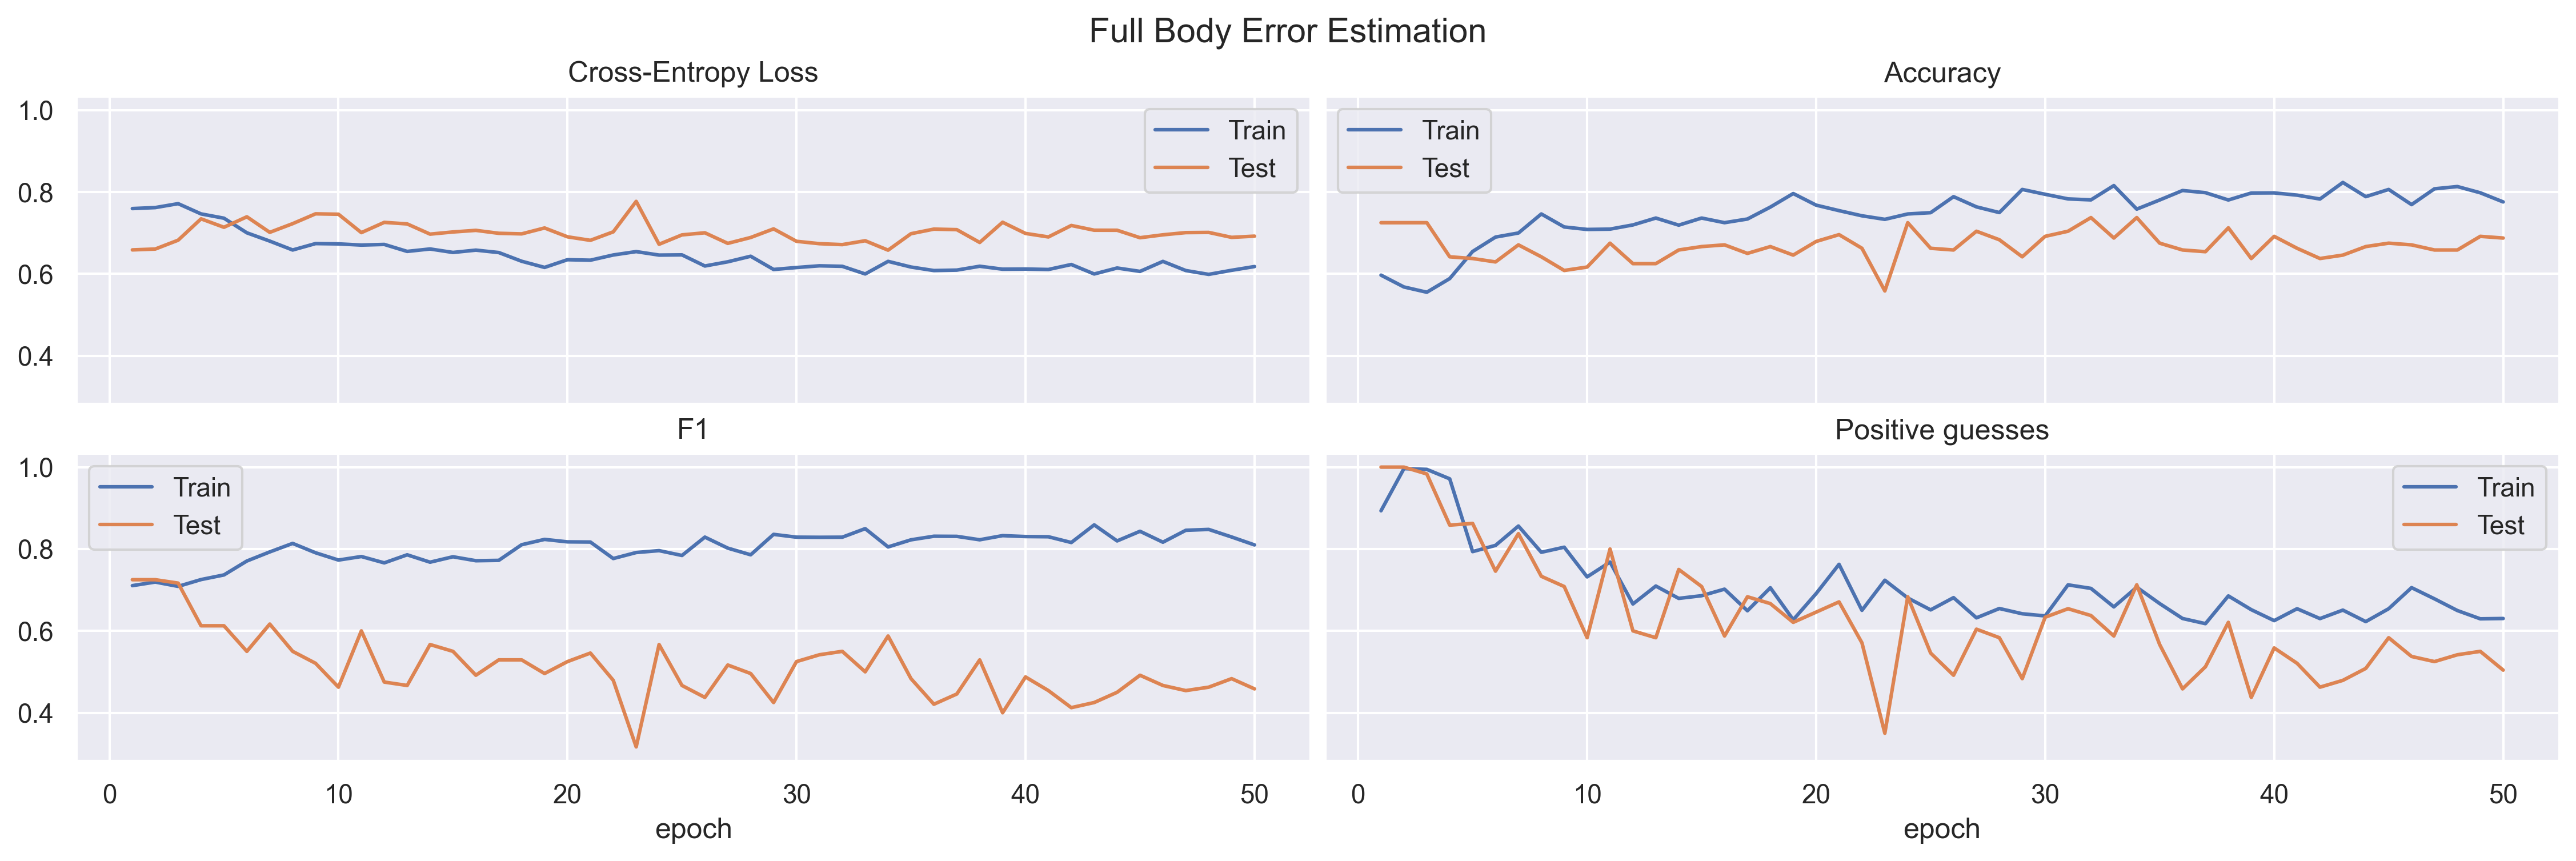 Full Body Error Estimation
Cross-Entropy Loss
1.0
0.8
0.6
0.4
Train
Test
Accuracy
Train
Test
F1
1.0
0.8
0.6
0.4
Train
Test
0 10 20 30 40 50
epoch
Positive guesses
Train
Test
0 10 20 30 40 50
epoch